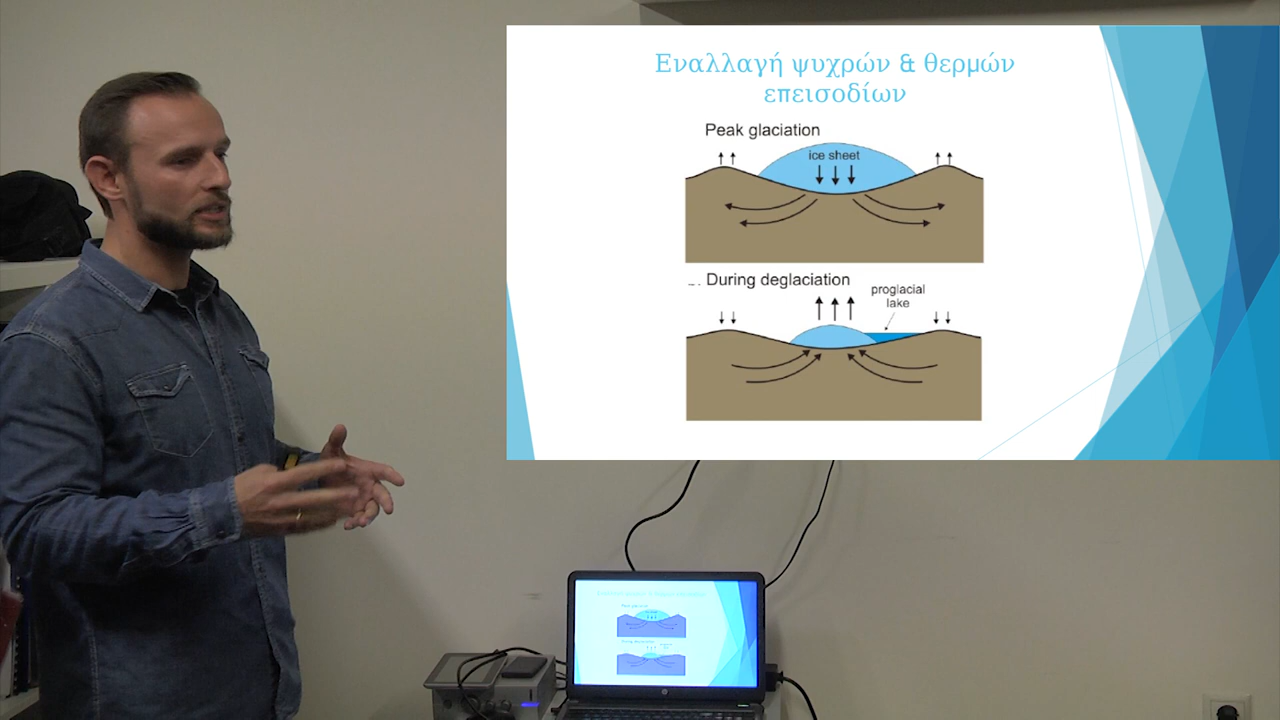 Εναλλαγή ψυχρών & θερμών
επεισοδίων
Peak glaciation
ice sheet
During deglaciation
proglacial
lake